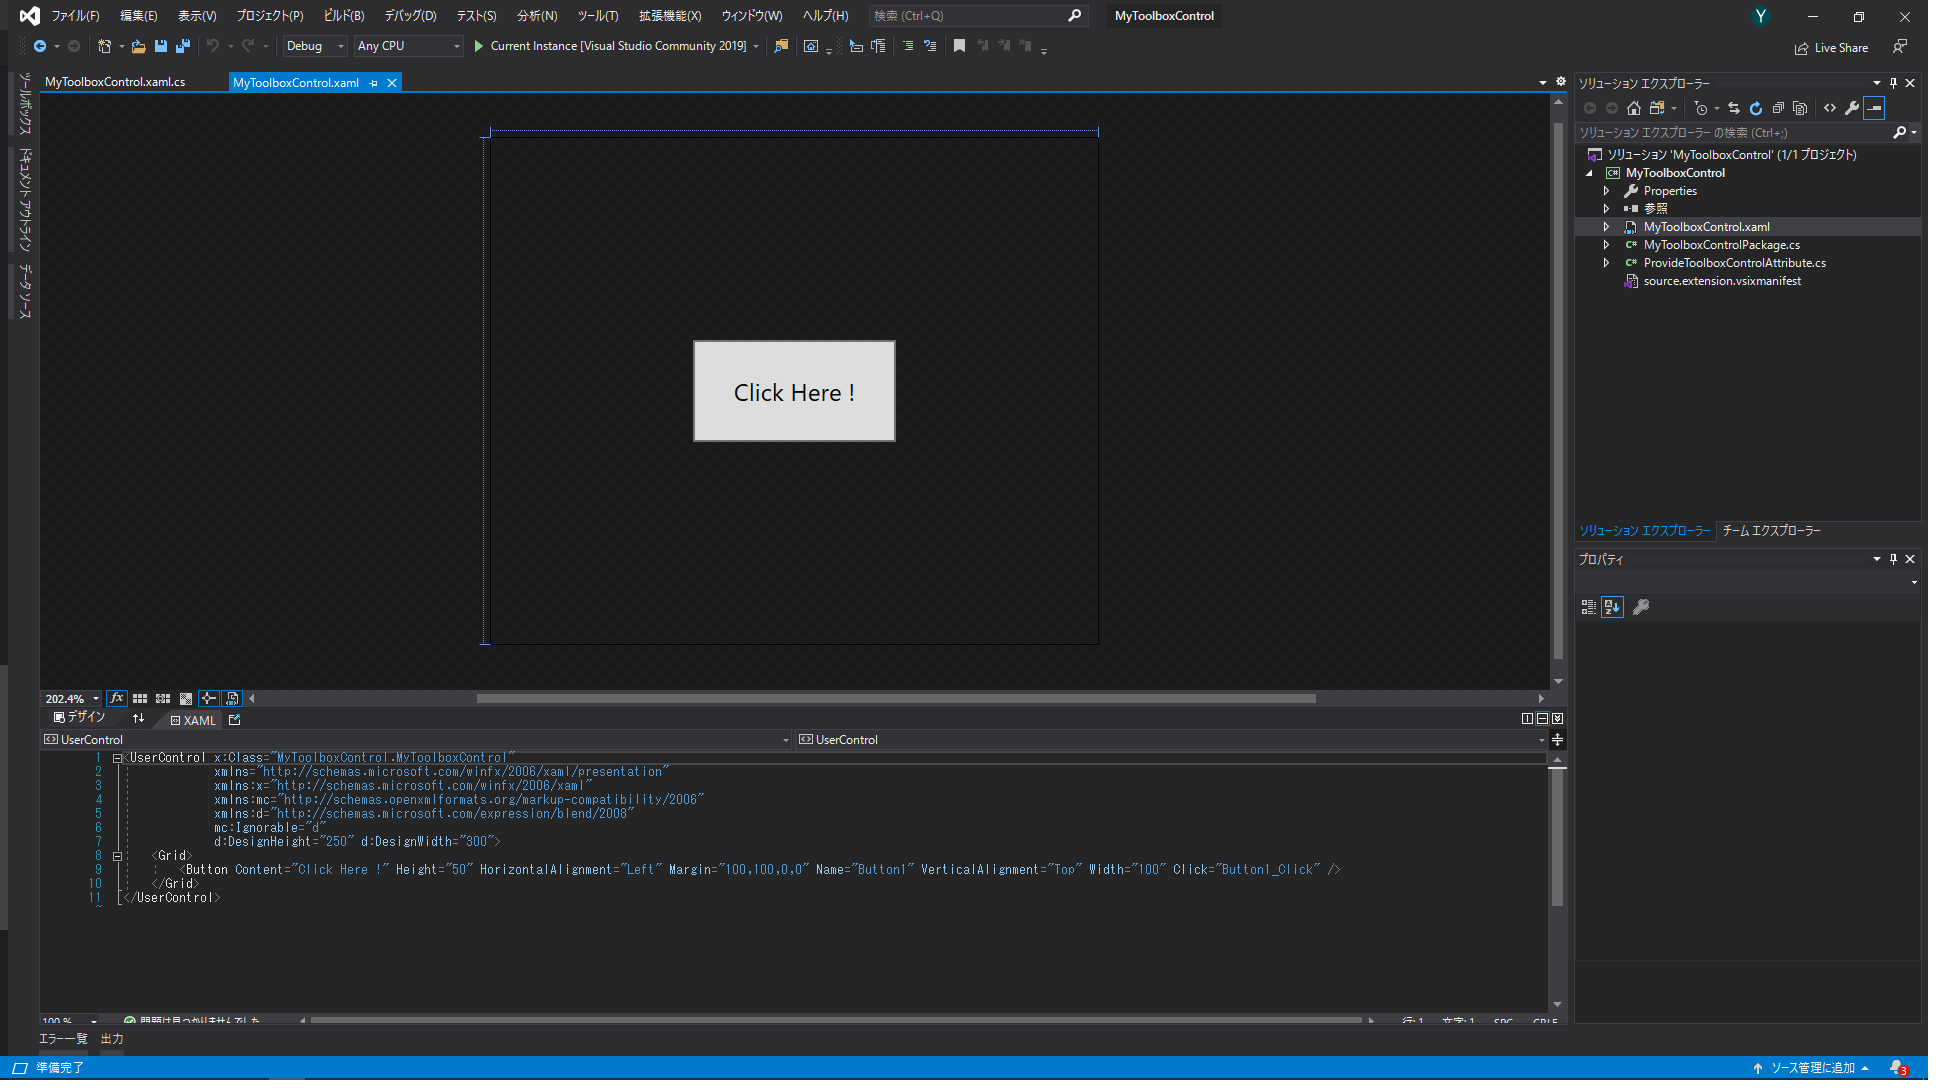 ファイル(F) 編集(E) 表示(V) プロジェクト(P) ビルド(B) デバッグ(D) テスト(S) 分析(N) ツール(T) 拡張機能(X) ウィンドウ(W) ヘルプ(H) 検索 (Ctrl+Q) MyToolboxControl Y
Debug Any CPU Current Instance [Visual Studio Community 2019] Live Share
ツールボックス
ドキュメント アウトライン
データ ソース
MyToolboxControl.xaml.cs MyToolboxControl.xaml
Click Here !
202.4% fx
デザイン XAML
UserControl UserControl
1 <UserControl x:Class="MyToolboxControl.MyToolboxControl"
2 xmlns="http://schemas.microsoft.com/winfx/2006/xaml/presentation"
3 xmlns:x="http://schemas.microsoft.com/winfx/2006/xaml"
4 xmlns:mc="http://schemas.openxmlformats.org/markup-compatibility/2006"
5 xmlns:d="http://schemas.microsoft.com/expression/blend/2008"
6 mc:Ignorable="d"
7 d:DesignHeight="250" d:DesignWidth="300">
8 <Grid>
9 <Button Content="Click Here !" Height="50" HorizontalAlignment="Left" Margin="100,100,0,0" Name="Button1" VerticalAlignment="Top" Width="100" Click="Button1_Click" />
10 </Grid>
11 </UserControl>
~
100 % 問題は見つかりませんでした 行: 1 文字: 1 SPC CRLF
エラー一覧 出力
ソリューション エクスプローラー
ソリューション エクスプローラー の検索 (Ctrl+;)
ソリューション 'MyToolboxControl' (1/1 プロジェクト)
C# MyToolboxControl
Properties
参照
MyToolboxControl.xaml
C# MyToolboxControlPackage.cs
C# ProvideToolboxControlAttribute.cs
source.extension.vsixmanifest
ソリューション エクスプローラー チーム エクスプローラー
プロパティ
準備完了 ソース管理に追加 3